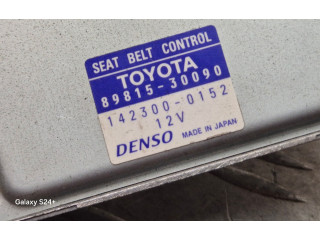 SEAT BELT CONTROL
TOYOTA
89815-30090
142300-0152
12V
DENSO MADE IN JAPAN
Galaxy S24+